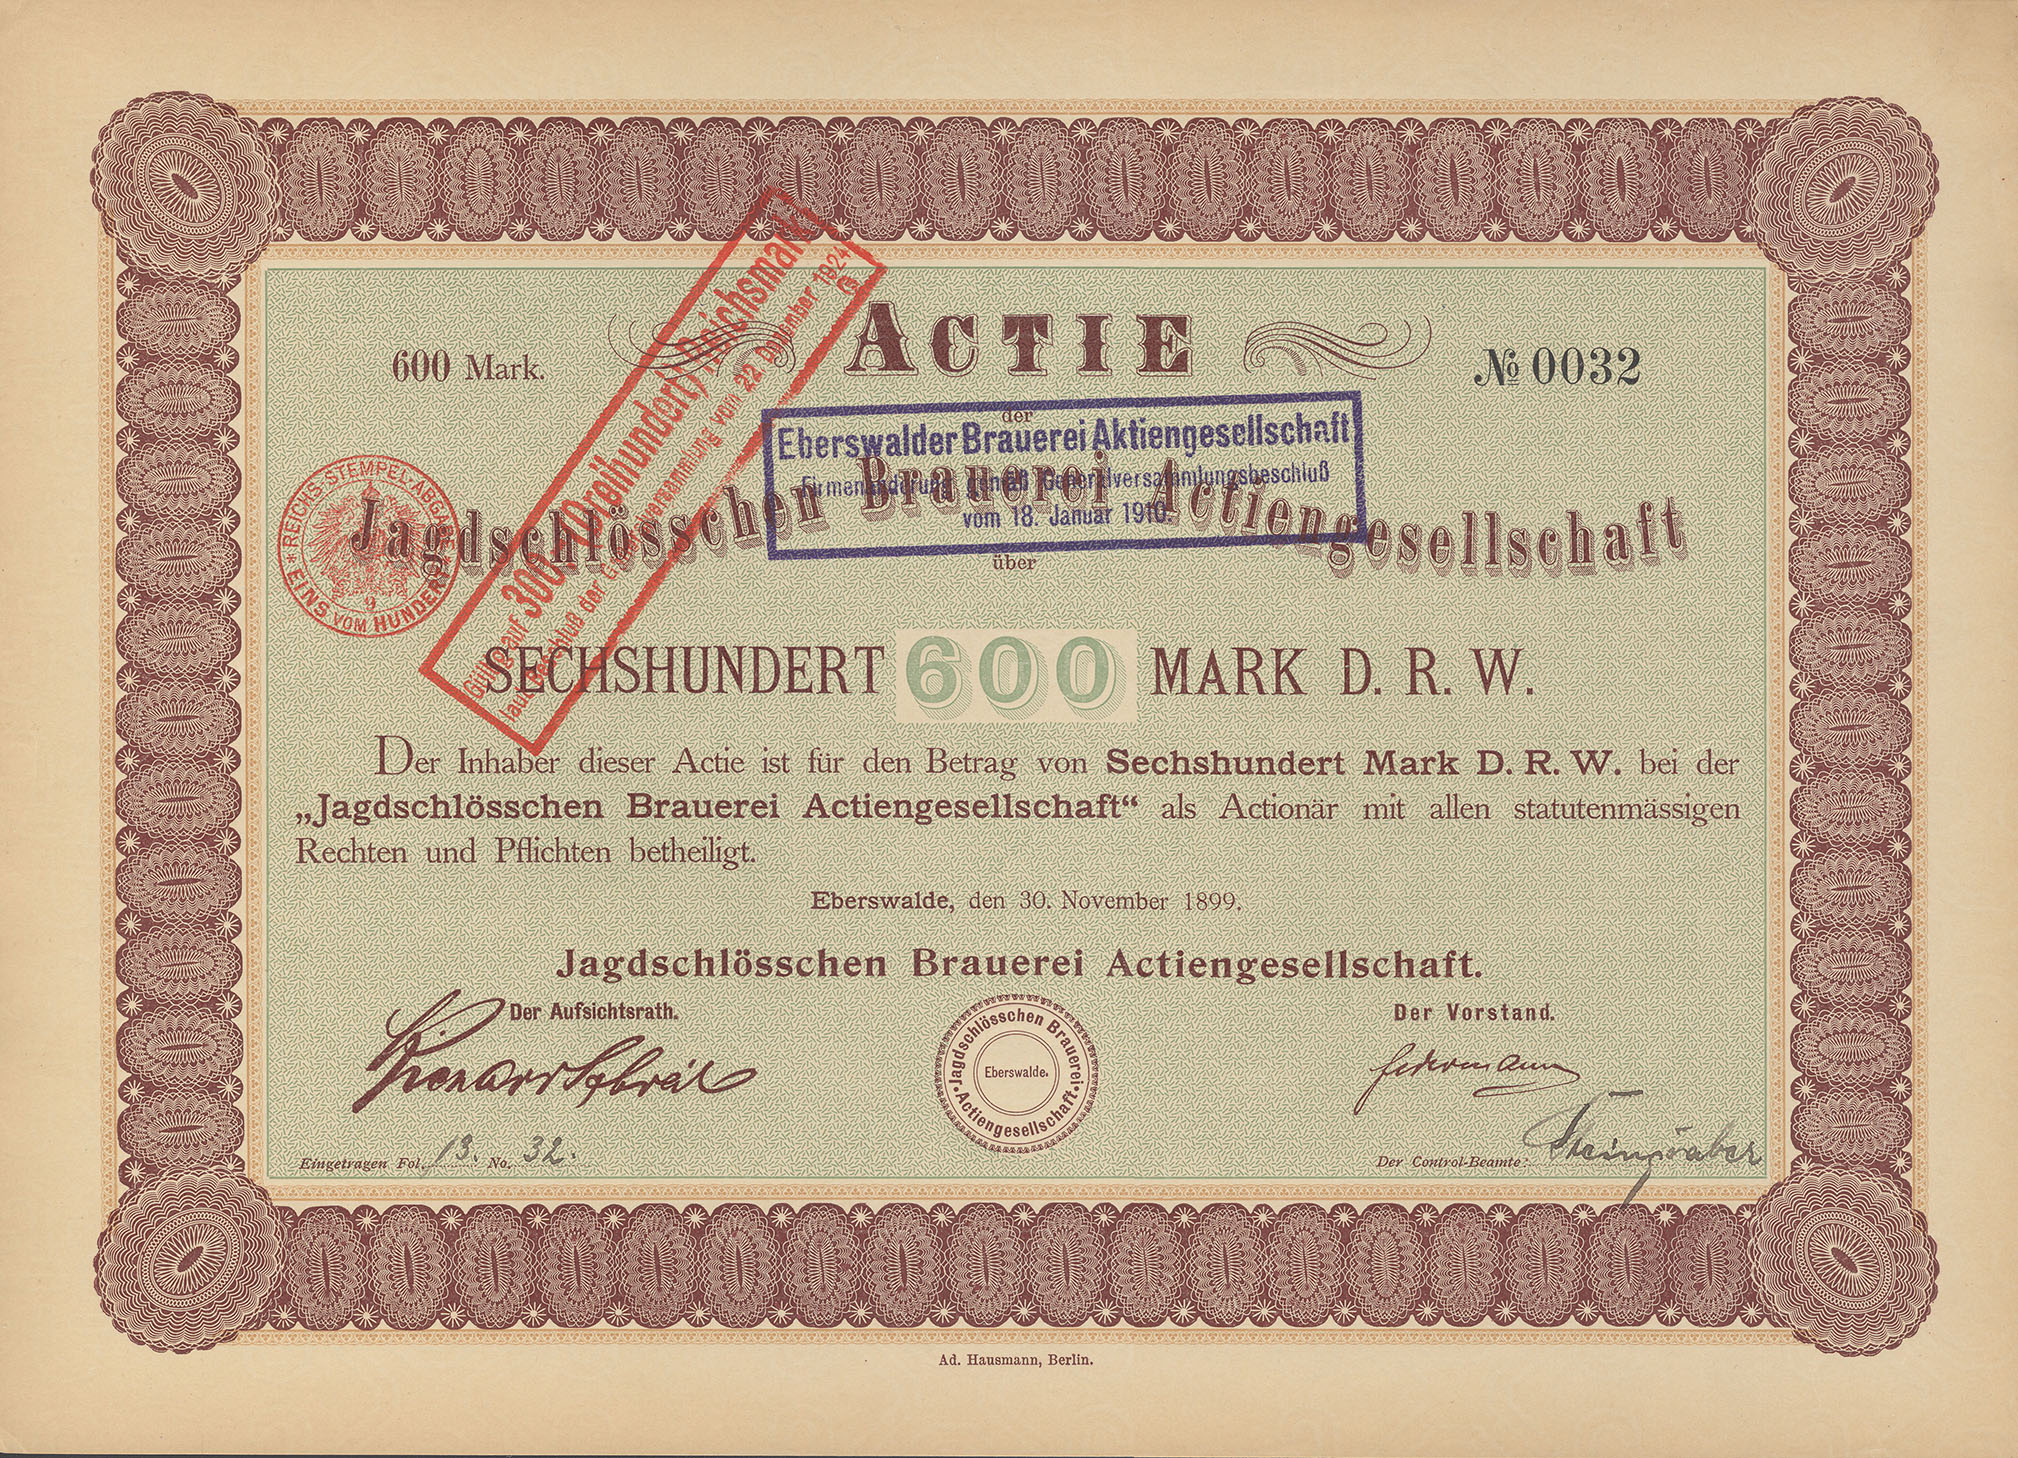 ACTIE
600 Mark.
№ 0032
der
Jagdschlösschen Brauerei Actiengesellschaft
über
Eberswalder Brauerei Aktiengesellschaft
Firmenänderung gemäß Generalversammlungsbeschluß
vom 18. Januar 1910.
Gültig auf 300 (Dreihundert) Reichsmark
laut Beschluß der Generalversammlung vom 22 Dezember 1924
G
REICHS STEMPEL-ABGABE
9
EINS VOM HUNDERT
SECHSHUNDERT 600 MARK D. R. W.
Der Inhaber dieser Actie ist für den Betrag von Sechshundert Mark D. R. W. bei der
„Jagdschlösschen Brauerei Actiengesellschaft“ als Actionär mit allen statutenmässigen
Rechten und Pflichten betheiligt.
Eberswalde, den 30. November 1899.
Jagdschlösschen Brauerei Actiengesellschaft.
Der Aufsichtsrath.
Der Vorstand.
Jagdschlösschen Brauerei
Eberswalde.
Actiengesellschaft.
Eingetragen Fol. 13. No. 32.
Der Control-Beamte:
Ad. Hausmann, Berlin.